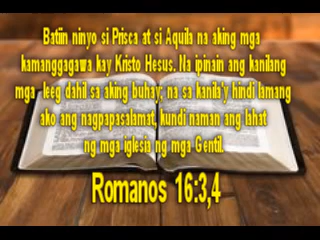 Batiin ninyo si Prisca at si Aquila na aking mga
kamanggagawa kay Kristo Hesus. Na ipinain ang kanilang
mga leeg dahil sa aking buhay; na sa kanila'y hindi lamang
ako ang nagpapasalamat, kundi naman ang lahat
ng mga iglesia ng mga Gentil.
Romanos 16:3,4